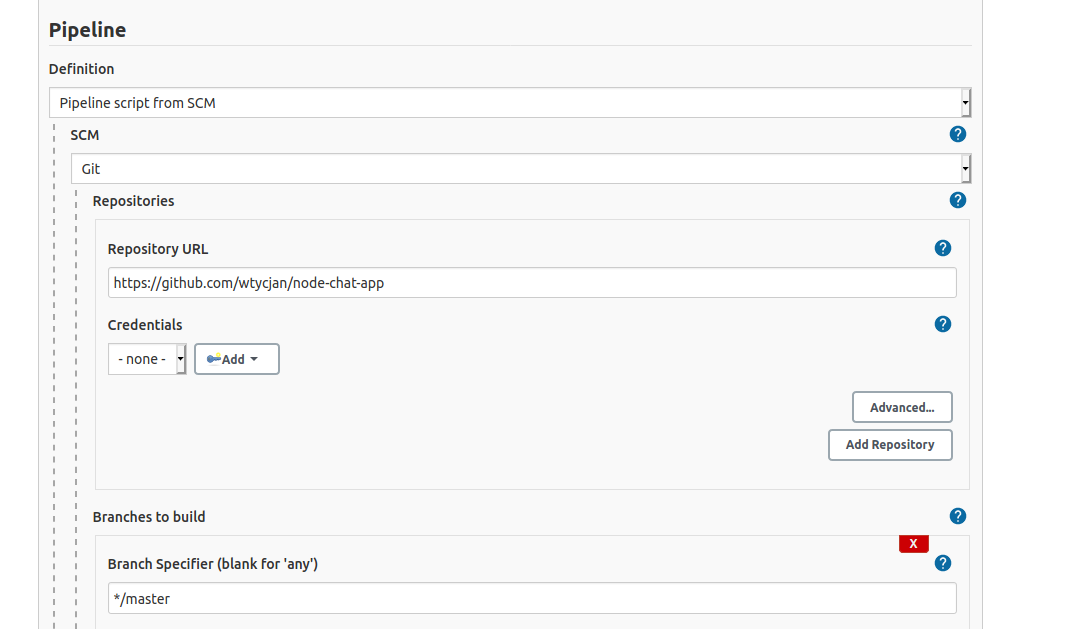 Pipeline
Definition
Pipeline script from SCM
SCM
?
Git
Repositories
?
Repository URL
?
https://github.com/wtycjan/node-chat-app
Credentials
?
- none -
Add
Advanced...
Add Repository
Branches to build
?
X
Branch Specifier (blank for 'any')
?
*/master